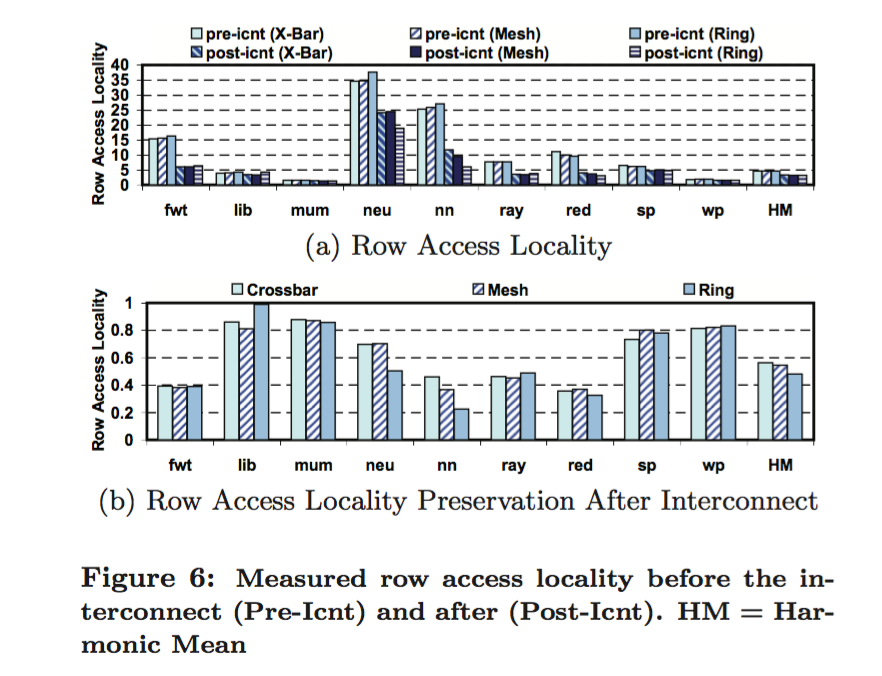 pre-icnt (X-Bar) pre-icnt (Mesh) pre-icnt (Ring)
post-icnt (X-Bar) post-icnt (Mesh) post-icnt (Ring)
Row Access Locality
40
35
30
25
20
15
10
5
0
fwt lib mum neu nn ray red sp wp HM
(a) Row Access Locality
Crossbar Mesh Ring
Row Access Locality
1
0.8
0.6
0.4
0.2
0
fwt lib mum neu nn ray red sp wp HM
(b) Row Access Locality Preservation After Interconnect
Figure 6: Measured row access locality before the in-
terconnect (Pre-Icnt) and after (Post-Icnt). HM = Har-
monic Mean